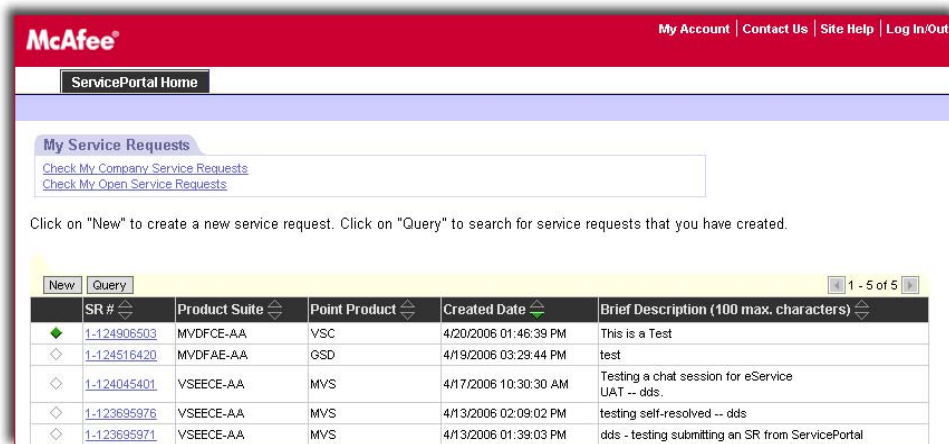 McAfee®
My Account | Contact Us | Site Help | Log In/Out
ServicePortal Home
My Service Requests
Check My Company Service Requests
Check My Open Service Requests
Click on "New" to create a new service request. Click on "Query" to search for service requests that you have created.
New Query 1 - 5 of 5
SR # Product Suite Point Product Created Date Brief Description (100 max. characters)
1-124906503 MVDFCE-AA VSC 4/20/2006 01:46:39 PM This is a Test
1-124516420 MVDFAE-AA GSD 4/19/2006 03:29:44 PM test
1-124045401 VSEECE-AA MVS 4/17/2006 10:30:30 AM Testing a chat session for eService
UAT -- dds.
1-123695976 VSEECE-AA MVS 4/13/2006 02:09:02 PM testing self-resolved -- dds
1-123695971 VSEECE-AA MVS 4/13/2006 01:39:03 PM dds - testing submitting an SR from ServicePortal